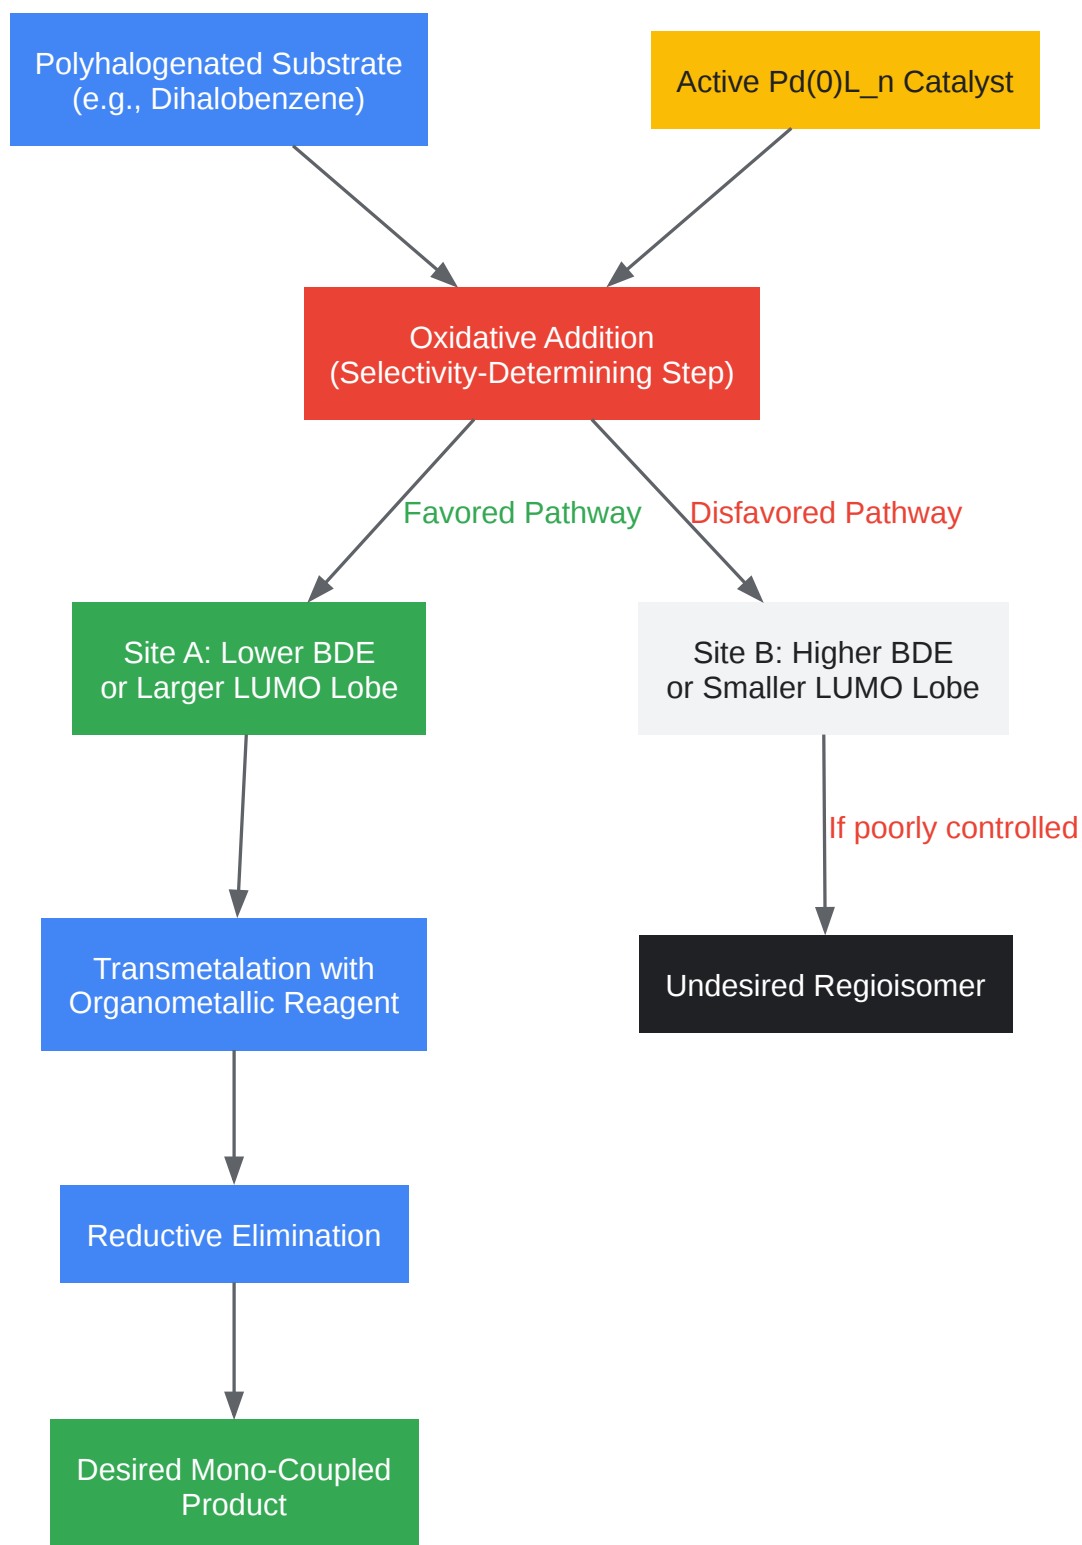 Polyhalogenated Substrate
(e.g., Dihalobenzene)
Active Pd(0)L_n Catalyst
Oxidative Addition
(Selectivity-Determining Step)
Favored Pathway
Disfavored Pathway
Site A: Lower BDE
or Larger LUMO Lobe
Site B: Higher BDE
or Smaller LUMO Lobe
If poorly controlled
Transmetalation with
Organometallic Reagent
Undesired Regioisomer
Reductive Elimination
Desired Mono-Coupled
Product